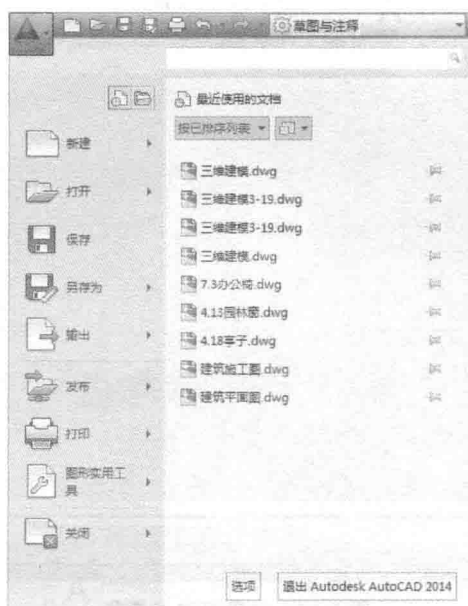 草图与注释
最近使用的文档
按已排序列表
新建
打开
保存
另存为
输出
发布
打印
图形实用工
具
关闭
三维建模.dwg
三维建模3-19.dwg
三维建模3-19.dwg
三维建模.dwg
7.3办公椅.dwg
4.13园林窗.dwg
4.18亭子.dwg
建筑施工图.dwg
建筑平面图.dwg
选项
退出 Autodesk AutoCAD 2014